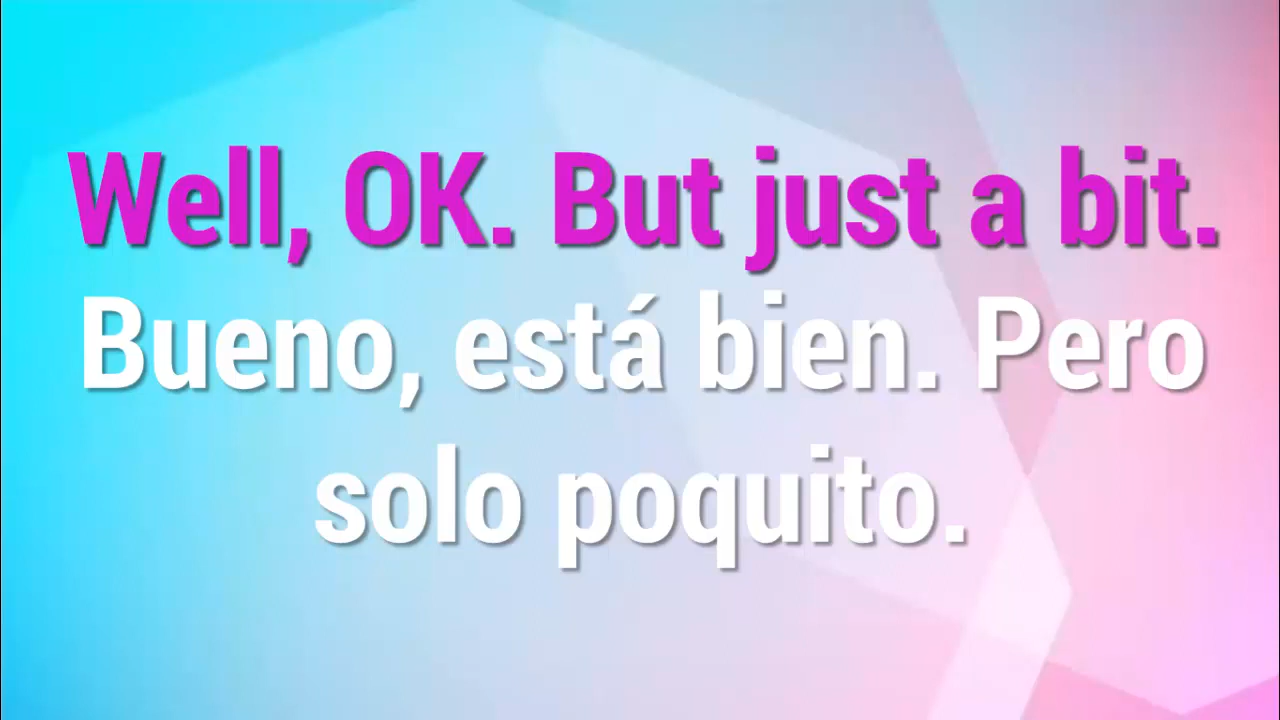 Well, OK. But just a bit.
Bueno, está bien. Pero
solo poquito.